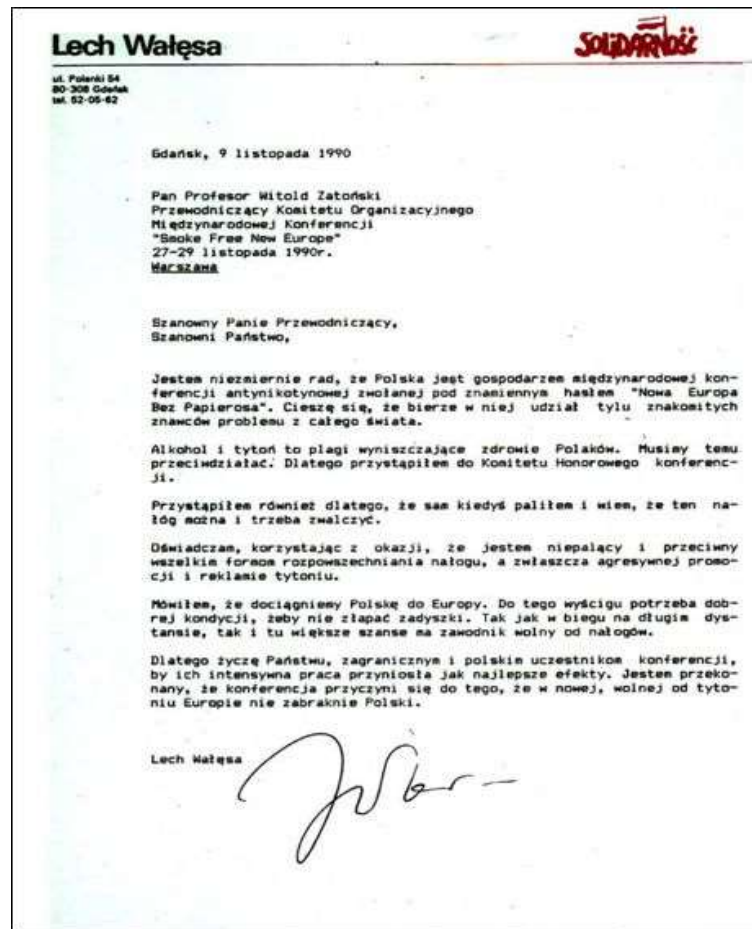 Lech Wałęsa
SOLIDARNOŚĆ
ul. Polanki 54
80-308 Gdańsk
tel. 52-05-62
Gdańsk, 9 listopada 1990
Pan Profesor Witold Zatoński
Przewodniczący Komitetu Organizacyjnego
Międzynarodowej Konferencji
"Smoke Free New Europe"
27-29 listopada 1990r.
Warszawa
Szanowny Panie Przewodniczący,
Szanowni Państwo,
Jestem niezmiernie rad, że Polska jest gospodarzem międzynarodowej kon-
ferencji antynikotynowej zwołanej pod znamiennym hasłem "Nowa Europa
Bez Papierosa". Cieszę się, że bierze w niej udział tylu znakomitych
znawców problemu z całego świata.
Alkohol i tytoń to plagi wyniszczające zdrowie Polaków. Musimy temu
przeciwdziałać. Dlatego przystąpiłem do Komitetu Honorowego konferenc-
ji.
Przystąpiłem również dlatego, że sam kiedyś paliłem i wiem, że ten na-
łóg można i trzeba zwalczyć.
Oświadczam, korzystając z okazji, że jestem niepalący i przeciwny
wszelkim formom rozpowszechniania nałogu, a zwłaszcza agresywnej promo-
cji i reklamie tytoniu.
Mówiłem, że dociągniemy Polskę do Europy. Do tego wyścigu potrzeba dob-
rej kondycji, żeby nie złapać zadyszki. Tak jak w biegu na długim dys-
tansie, tak i tu większe szanse ma zawodnik wolny od nałogów.
Dlatego życzę Państwu, zagranicznym i polskim uczestnikom konferencji,
by ich intensywna praca przyniosła jak najlepsze efekty. Jestem przeko-
nany, że konferencja przyczyni się do tego, że w nowej, wolnej od tyto-
niu Europie nie zabraknie Polski.
Lech Wałęsa